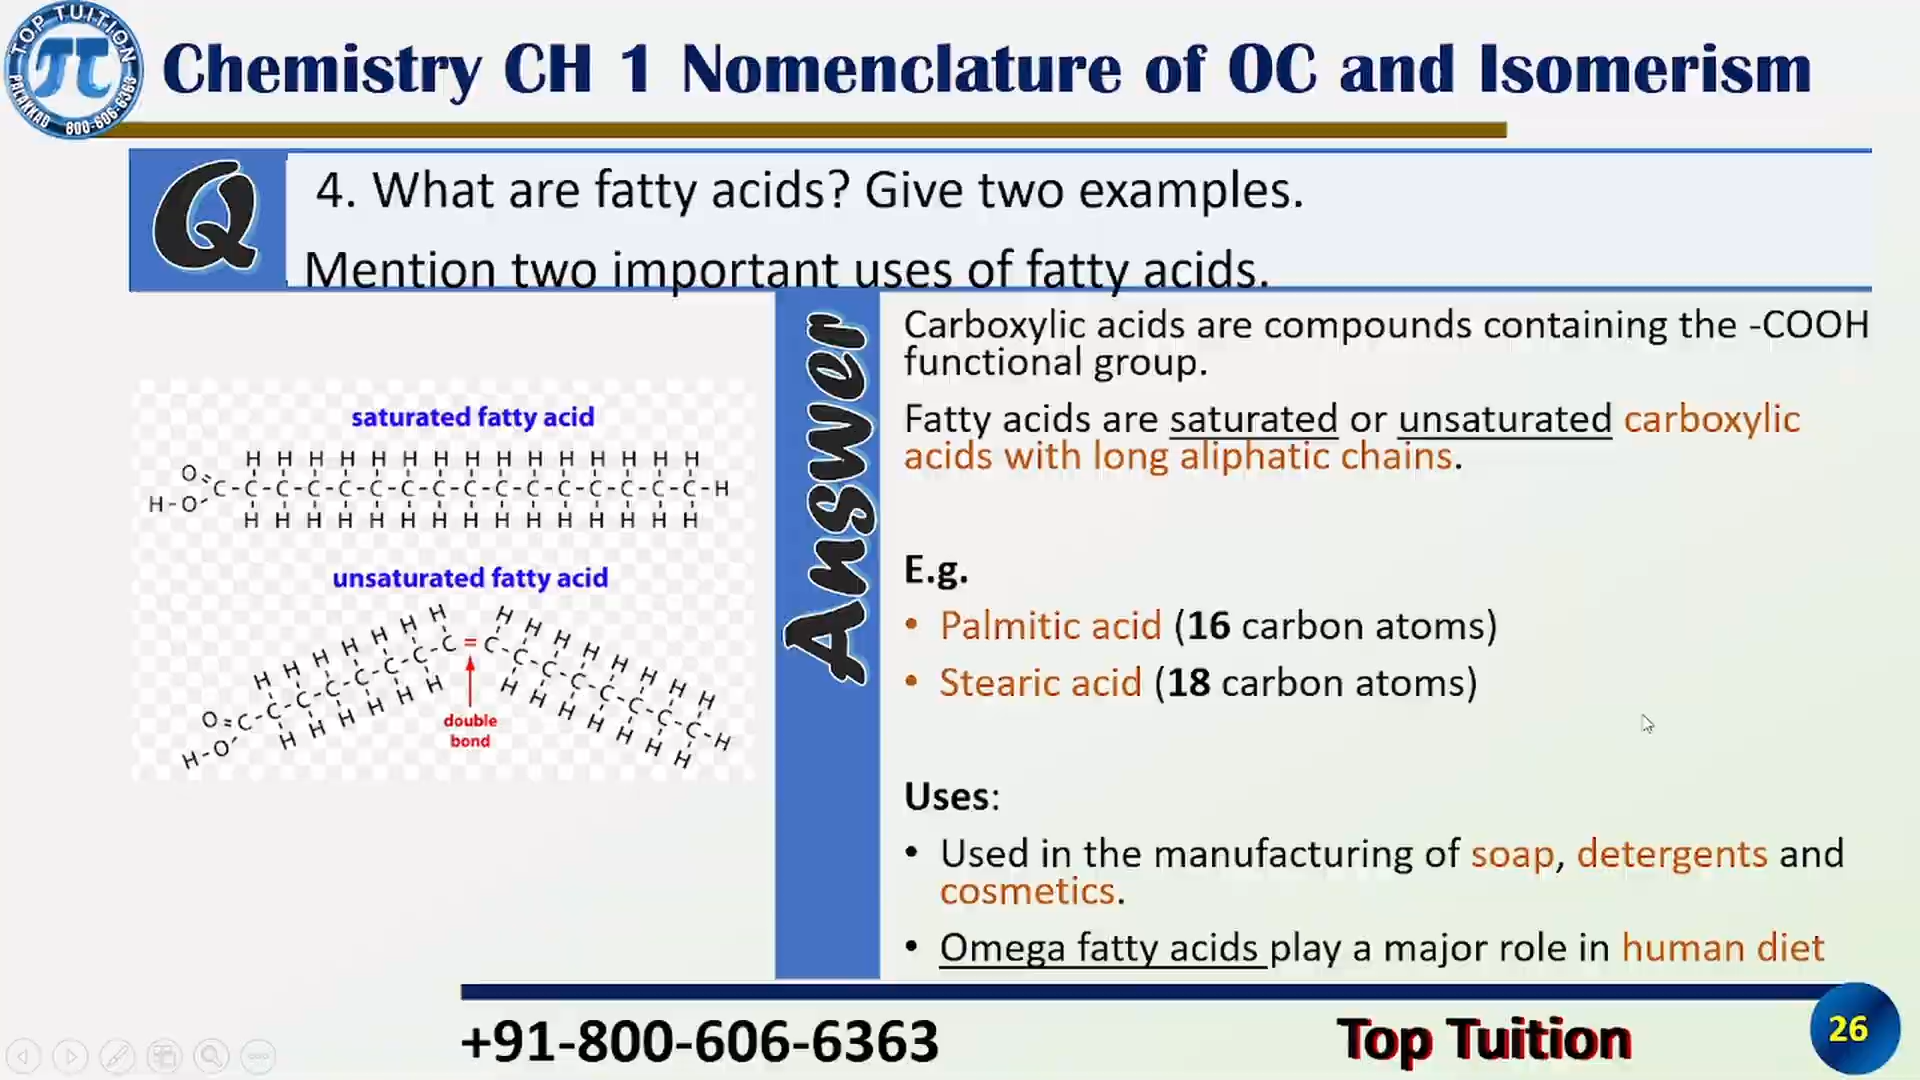 TOP TUITION
PALAKKAD 800-606-6363
Chemistry CH 1 Nomenclature of OC and Isomerism
Q
4. What are fatty acids? Give two examples.
Mention two important uses of fatty acids.
Answer
Carboxylic acids are compounds containing the -COOH
functional group.
Fatty acids are saturated or unsaturated carboxylic
acids with long aliphatic chains.
E.g.
• Palmitic acid (16 carbon atoms)
• Stearic acid (18 carbon atoms)
Uses:
• Used in the manufacturing of soap, detergents and
cosmetics.
• Omega fatty acids play a major role in human diet
saturated fatty acid
H H H H H H H H H H H H H H H
O
C-C-C-C-C-C-C-C-C-C-C-C-C-C-C-C-H
H-O
H H H H H H H H H H H H H H H
unsaturated fatty acid
H H H H H H H H H H H H H H H
O=C-C-C-C-C-C-C-C=C-C-C-C-C-C-C-C-H
H-O
H H H H H H H H H H H H H
double
bond
+91-800-606-6363
Top Tuition
26